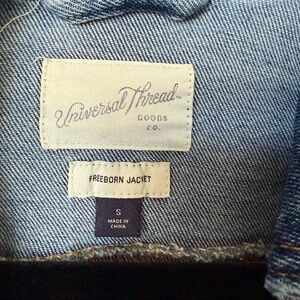 Universal Thread
GOODS
CO.
FREEBORN JACKET
S
MADE IN
CHINA